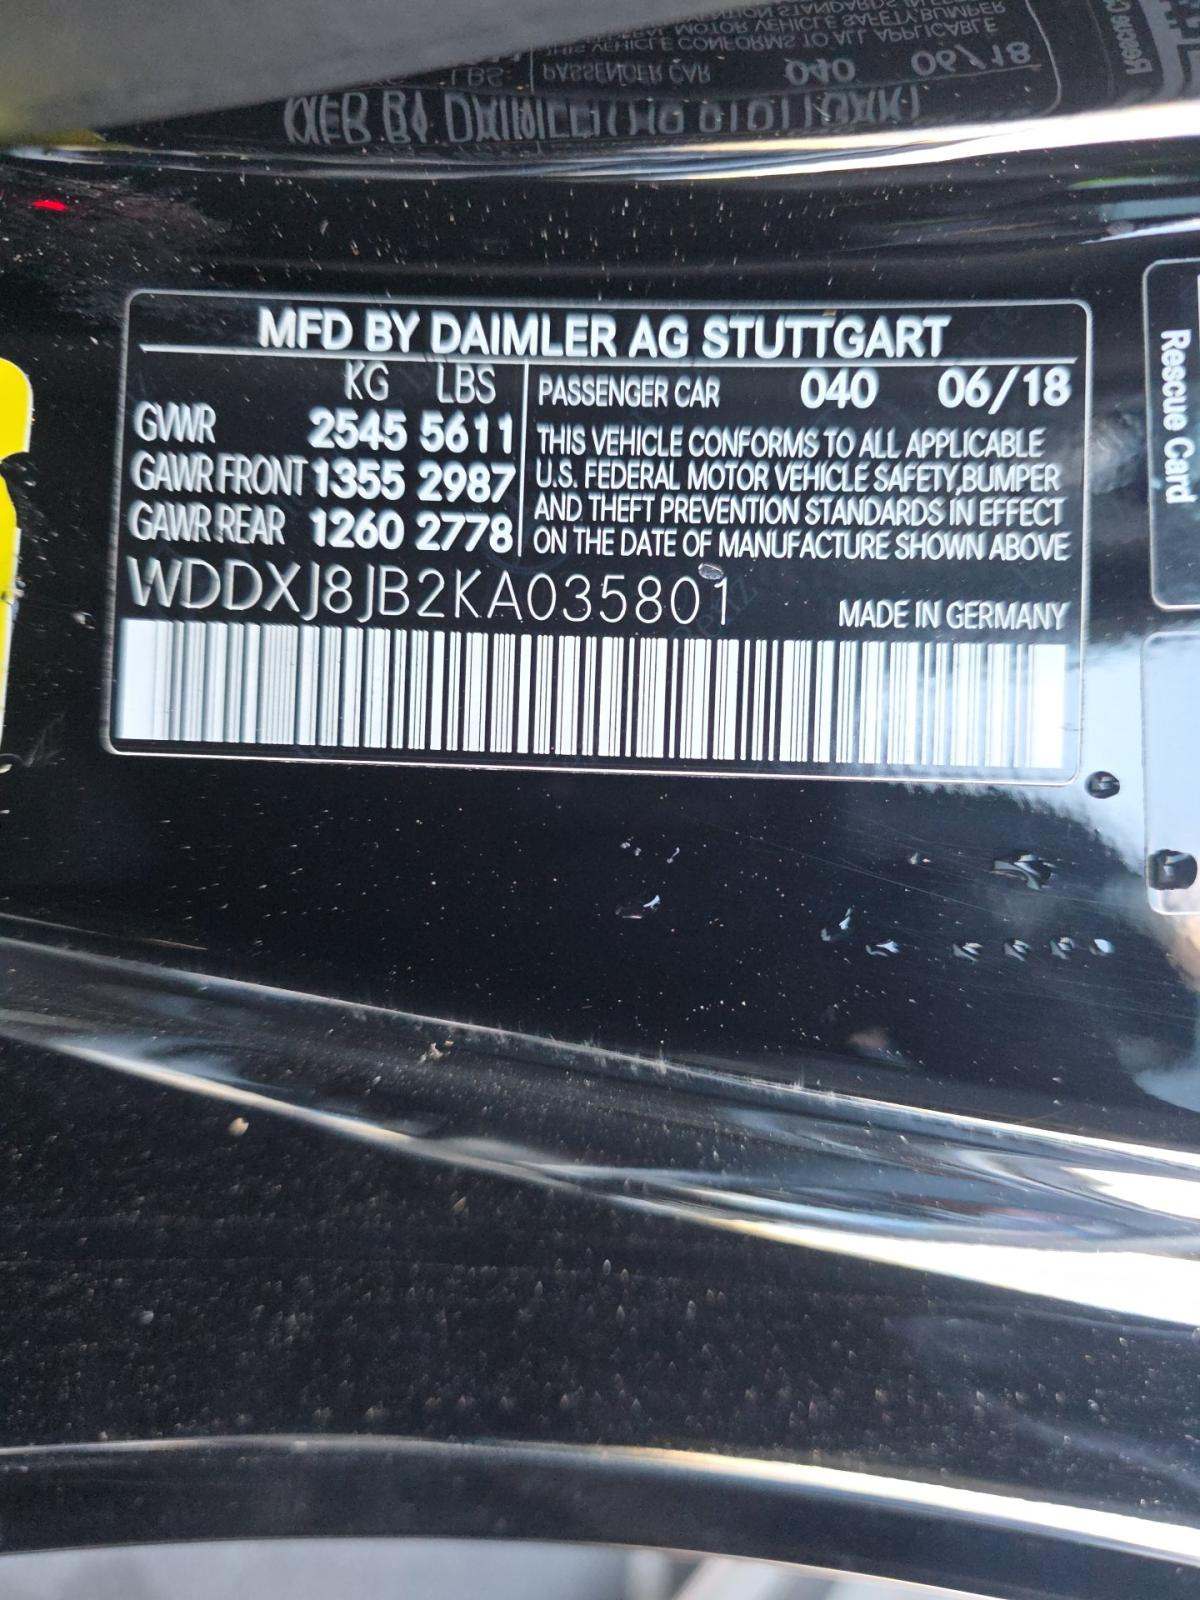 MFD BY DAIMLER AG STUTTGART
KG LBS
GVWR 2545 5611
GAWR FRONT 1355 2987
GAWR REAR 1260 2778
PASSENGER CAR 040 06/18
THIS VEHICLE CONFORMS TO ALL APPLICABLE
U.S. FEDERAL MOTOR VEHICLE SAFETY,BUMPER
AND THEFT PREVENTION STANDARDS IN EFFECT
ON THE DATE OF MANUFACTURE SHOWN ABOVE
WDDXJ8JB2KA035801
MADE IN GERMANY
Rescue Card